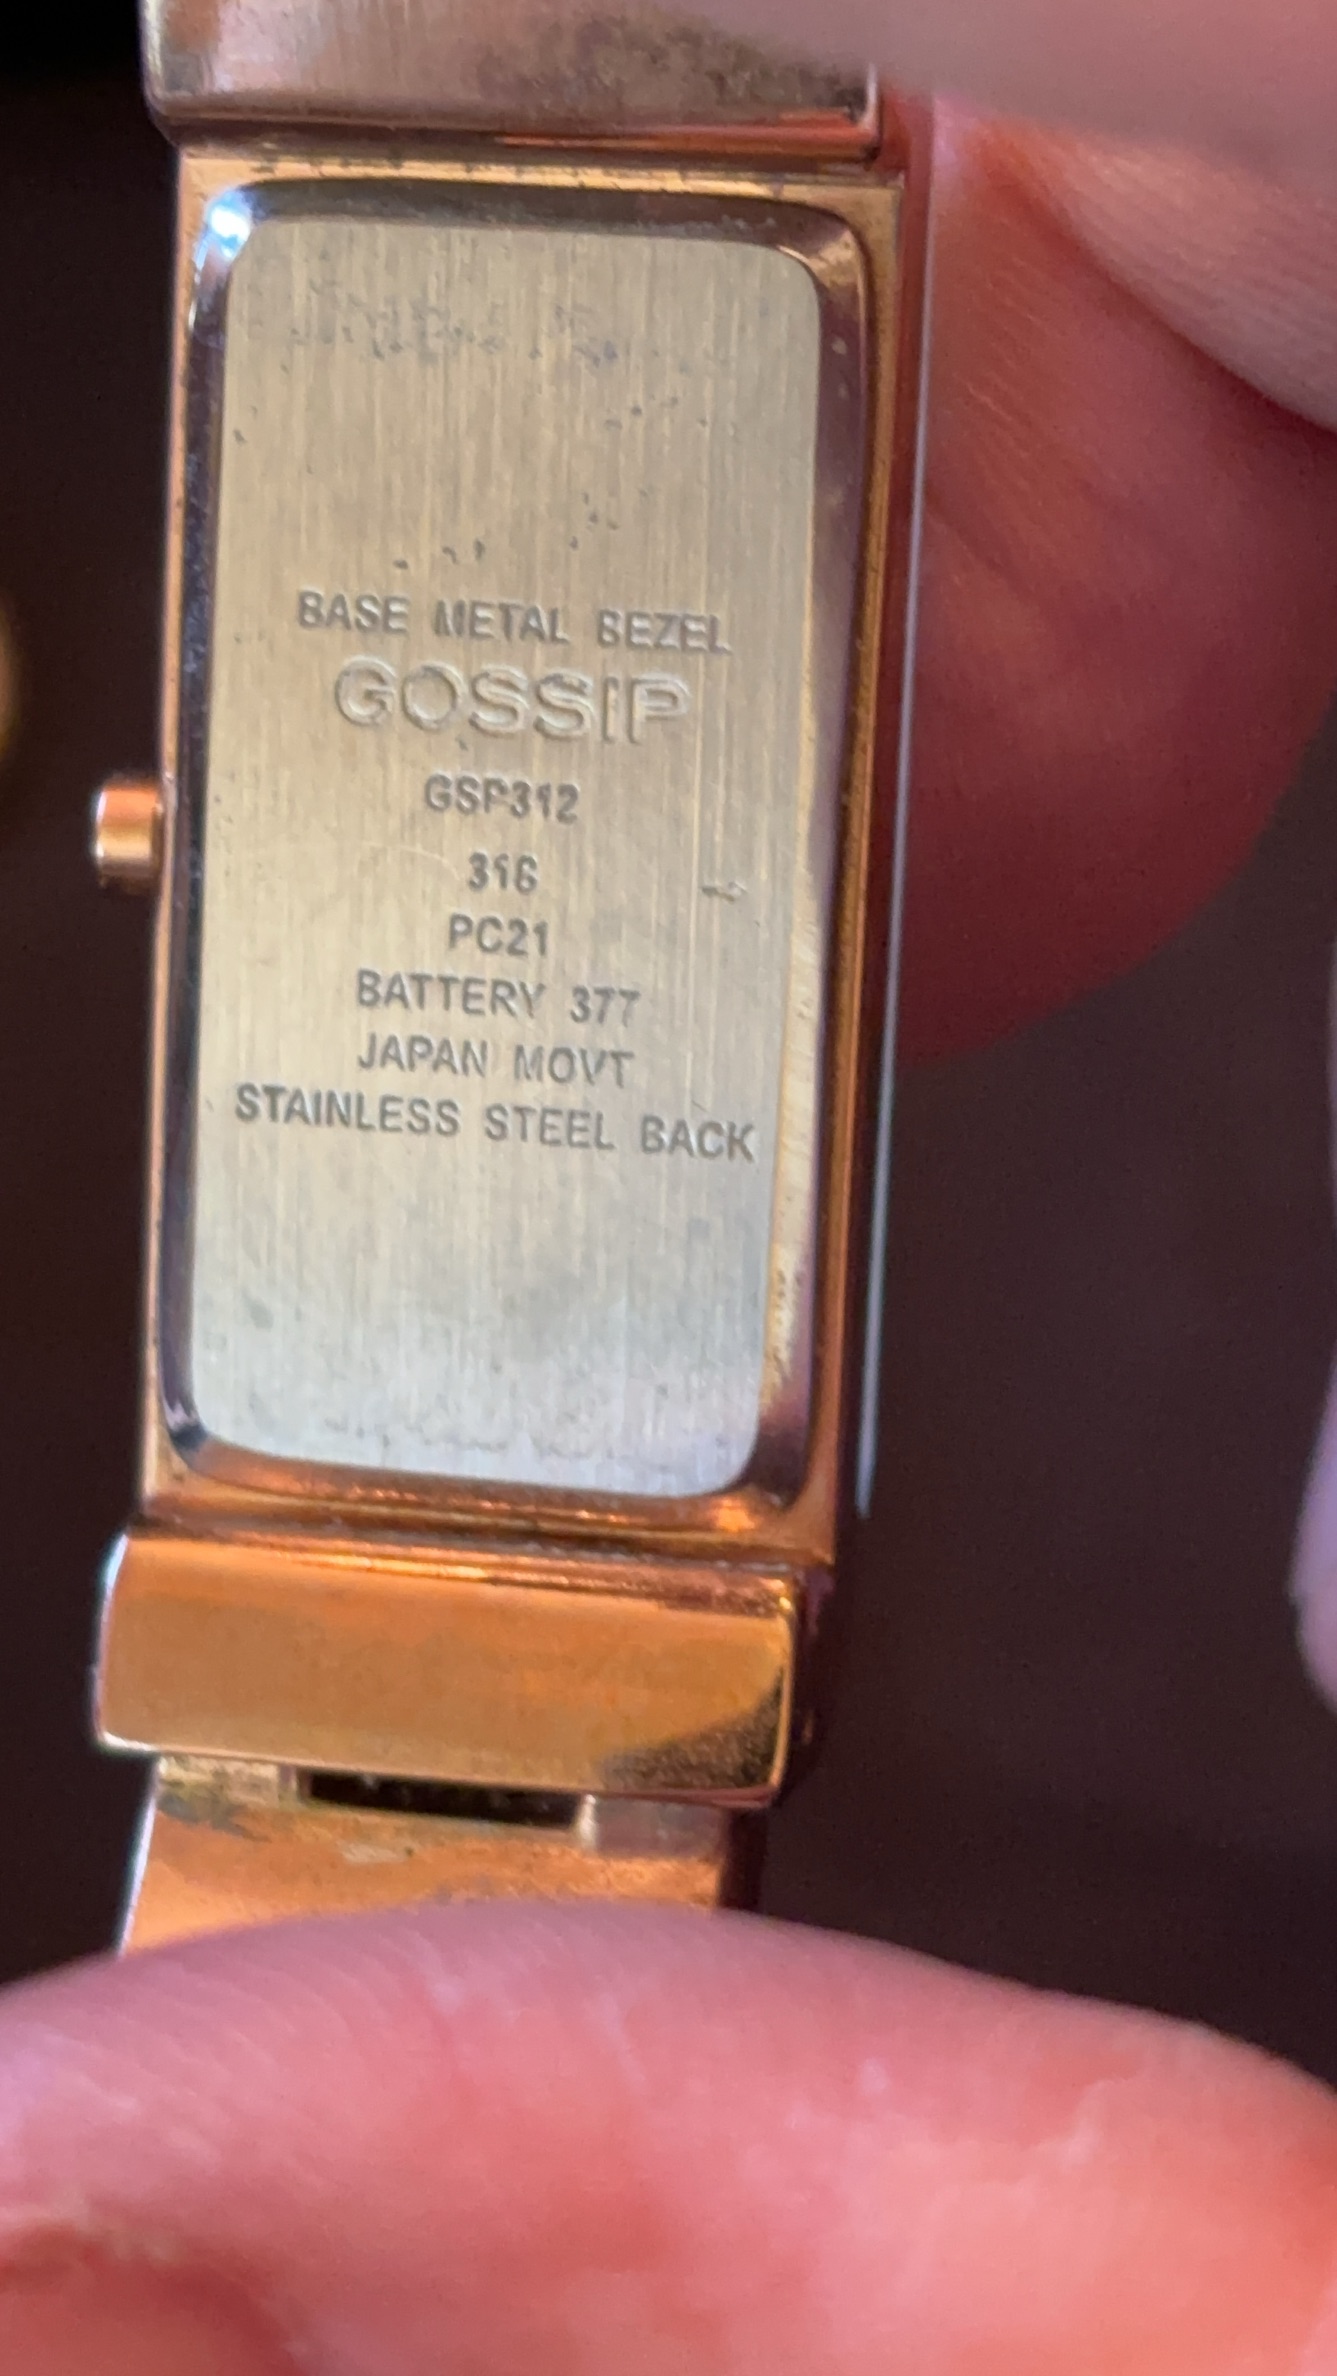 BASE METAL BEZEL
GOSSIP
GSP312
316
PC21
BATTERY 377
JAPAN MOVT
STAINLESS STEEL BACK